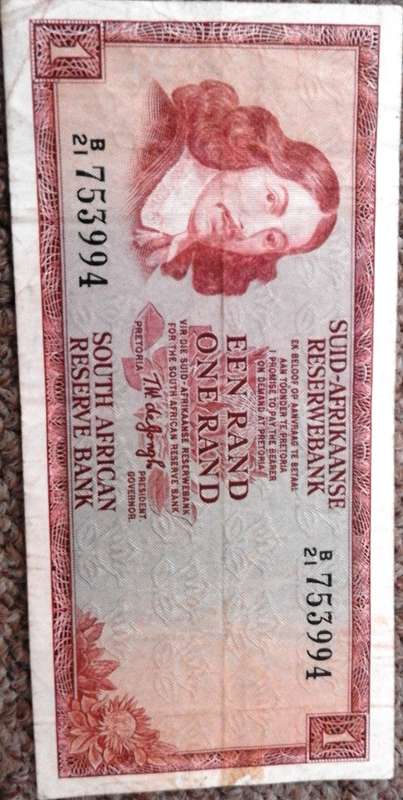 1
SUID-AFRIKAANSE
RESERWEBANK
B
21 753994
EK BELOOF OP AANVRAAG TE BETAAL
AAN TOONDER TE PRETORIA
I PROMISE TO PAY THE BEARER
ON DEMAND AT PRETORIA
EEN RAND
ONE RAND
VIR DIE SUID-AFRIKAANSE RESERWEBANK
FOR THE SOUTH AFRICAN RESERVE BANK
PRETORIA
PRESIDENT.
GOVERNOR.
B
21 753994
SOUTH AFRICAN
RESERVE BANK
1